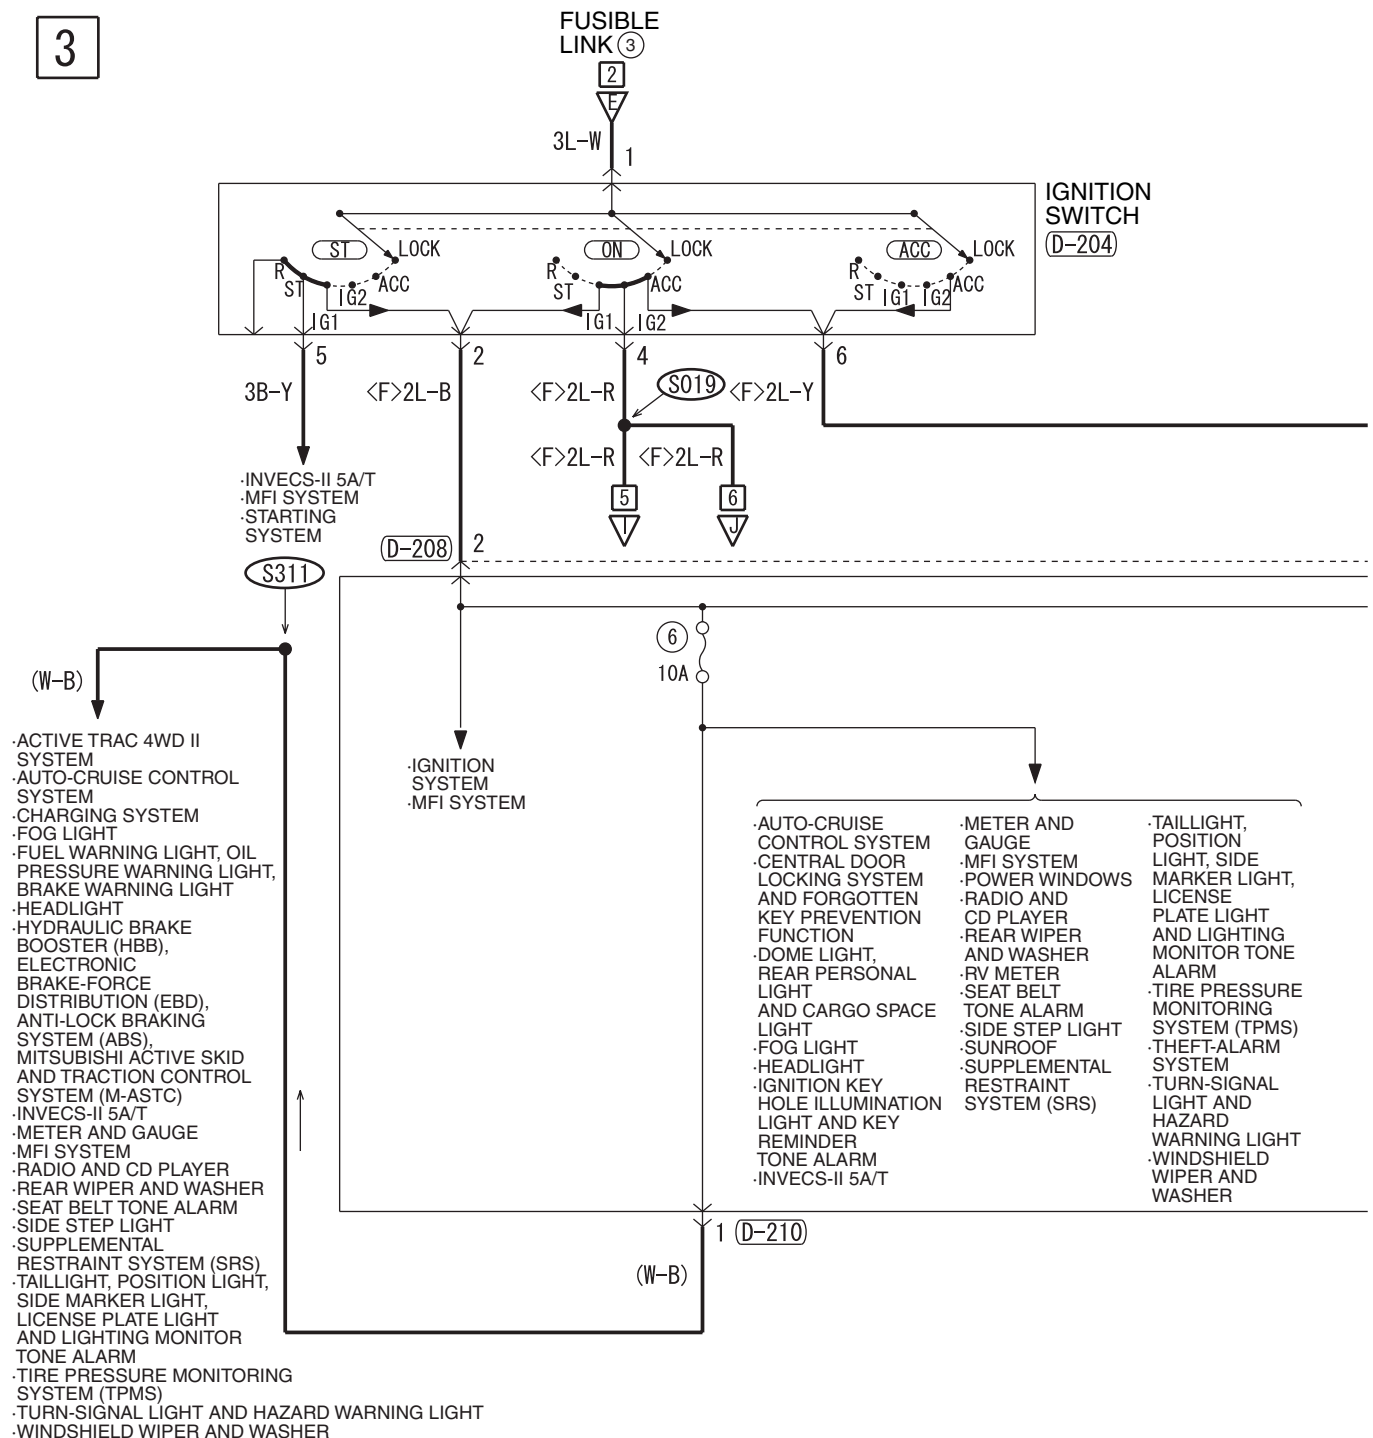 3
FUSIBLE
LINK 3
2
E
3L-W
1
IGNITION
SWITCH
D-204
ST
LOCK
R
ST
IG1
IG2
ACC
ON
LOCK
R
ST
IG1
IG2
ACC
ACC
LOCK
R
ST
IG1
IG2
ACC
5
2
4
6
3B-Y
<F>2L-B
<F>2L-R
S019
<F>2L-Y
<F>2L-R
<F>2L-R
5
I
6
J
·INVECS-II 5A/T
·MFI SYSTEM
·STARTING
SYSTEM
D-208
2
S311
6
10A
(W-B)
·ACTIVE TRAC 4WD II
SYSTEM
·AUTO-CRUISE CONTROL
SYSTEM
·CHARGING SYSTEM
·FOG LIGHT
·FUEL WARNING LIGHT, OIL
PRESSURE WARNING LIGHT,
BRAKE WARNING LIGHT
·HEADLIGHT
·HYDRAULIC BRAKE
BOOSTER (HBB),
ELECTRONIC
BRAKE-FORCE
DISTRIBUTION (EBD),
ANTI-LOCK BRAKING
SYSTEM (ABS),
MITSUBISHI ACTIVE SKID
AND TRACTION CONTROL
SYSTEM (M-ASTC)
·INVECS-II 5A/T
·METER AND GAUGE
·MFI SYSTEM
·RADIO AND CD PLAYER
·REAR WIPER AND WASHER
·SEAT BELT TONE ALARM
·SIDE STEP LIGHT
·SUPPLEMENTAL
RESTRAINT SYSTEM (SRS)
·TAILLIGHT, POSITION LIGHT,
SIDE MARKER LIGHT,
LICENSE PLATE LIGHT
AND LIGHTING MONITOR
TONE ALARM
·TIRE PRESSURE MONITORING
SYSTEM (TPMS)
·TURN-SIGNAL LIGHT AND HAZARD WARNING LIGHT
·WINDSHIELD WIPER AND WASHER
·IGNITION
SYSTEM
·MFI SYSTEM
·AUTO-CRUISE
CONTROL SYSTEM
·CENTRAL DOOR
LOCKING SYSTEM
AND FORGOTTEN
KEY PREVENTION
FUNCTION
·DOME LIGHT,
REAR PERSONAL
LIGHT
AND CARGO SPACE
LIGHT
·FOG LIGHT
·HEADLIGHT
·IGNITION KEY
HOLE ILLUMINATION
LIGHT AND KEY
REMINDER
TONE ALARM
·INVECS-II 5A/T
·METER AND
GAUGE
·MFI SYSTEM
·POWER WINDOWS
·RADIO AND
CD PLAYER
·REAR WIPER
AND WASHER
·RV METER
·SEAT BELT
TONE ALARM
·SIDE STEP LIGHT
·SUNROOF
·SUPPLEMENTAL
RESTRAINT
SYSTEM (SRS)
·TAILLIGHT,
POSITION
LIGHT, SIDE
MARKER LIGHT,
LICENSE
PLATE LIGHT
AND LIGHTING
MONITOR TONE
ALARM
·TIRE PRESSURE
MONITORING
SYSTEM (TPMS)
·THEFT-ALARM
SYSTEM
·TURN-SIGNAL
LIGHT AND
HAZARD
WARNING LIGHT
·WINDSHIELD
WIPER AND
WASHER
1 D-210
(W-B)